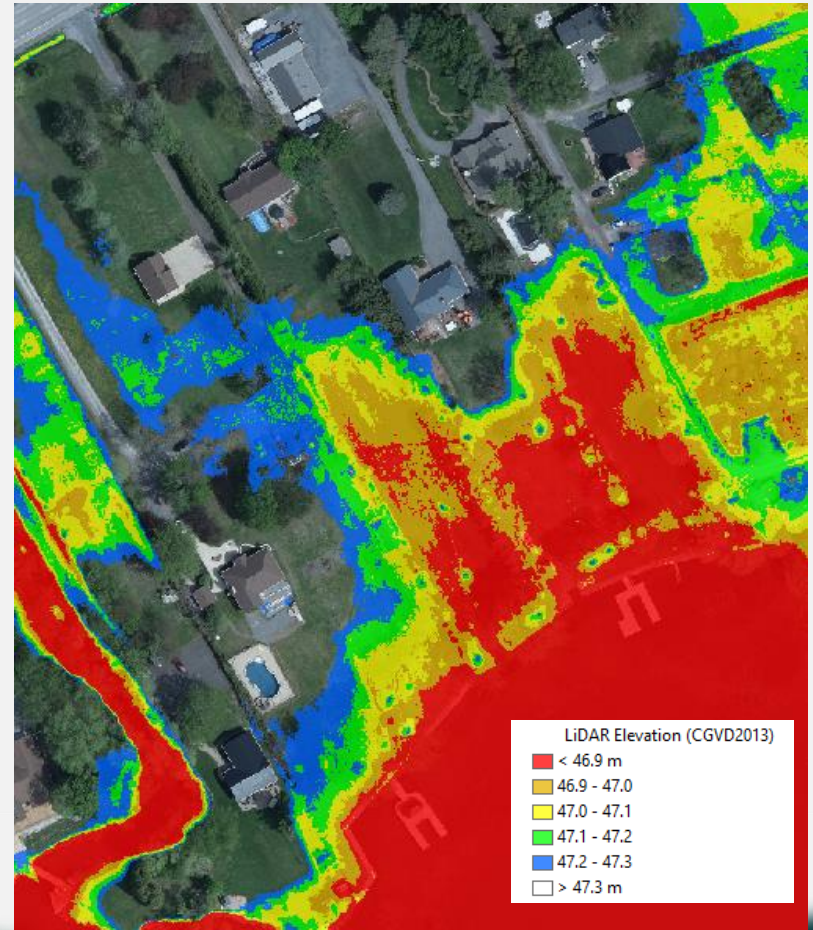 LiDAR Elevation (CGVD2013)
< 46.9 m
46.9 - 47.0
47.0 - 47.1
47.1 - 47.2
47.2 - 47.3
> 47.3 m